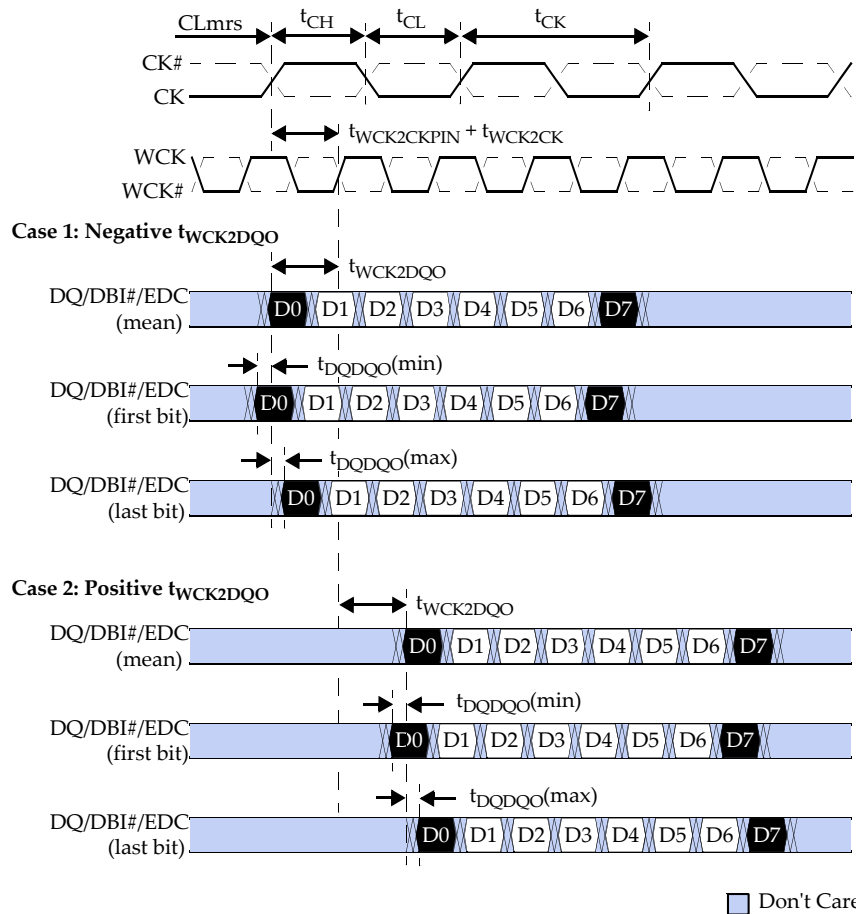 CLmrs tCH tCL tCK
CK#
CK
tWCK2CKPIN + tWCK2CK
WCK
WCK#
Case 1: Negative tWCK2DQO
tWCK2DQO
DQ/DBI#/EDC
(mean)
D0 D1 D2 D3 D4 D5 D6 D7
tDQDQO(min)
DQ/DBI#/EDC
(first bit)
D0 D1 D2 D3 D4 D5 D6 D7
tDQDQO(max)
DQ/DBI#/EDC
(last bit)
D0 D1 D2 D3 D4 D5 D6 D7
Case 2: Positive tWCK2DQO
tWCK2DQO
DQ/DBI#/EDC
(mean)
D0 D1 D2 D3 D4 D5 D6 D7
tDQDQO(min)
DQ/DBI#/EDC
(first bit)
D0 D1 D2 D3 D4 D5 D6 D7
tDQDQO(max)
DQ/DBI#/EDC
(last bit)
D0 D1 D2 D3 D4 D5 D6 D7
Don't Care